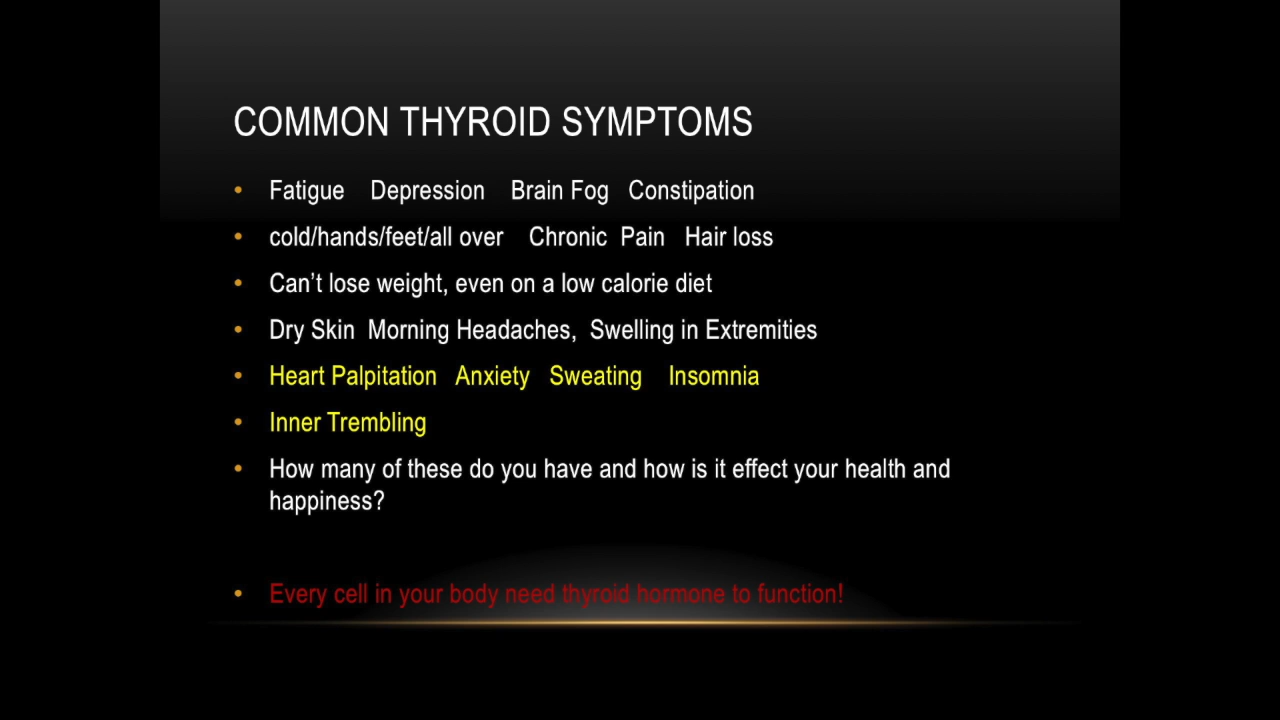 COMMON THYROID SYMPTOMS
• Fatigue Depression Brain Fog Constipation
• cold/hands/feet/all over Chronic Pain Hair loss
• Can’t lose weight, even on a low calorie diet
• Dry Skin Morning Headaches, Swelling in Extremities
• Heart Palpitation Anxiety Sweating Insomnia
• Inner Trembling
• How many of these do you have and how is it effect your health and
happiness?
• Every cell in your body need thyroid hormone to function!